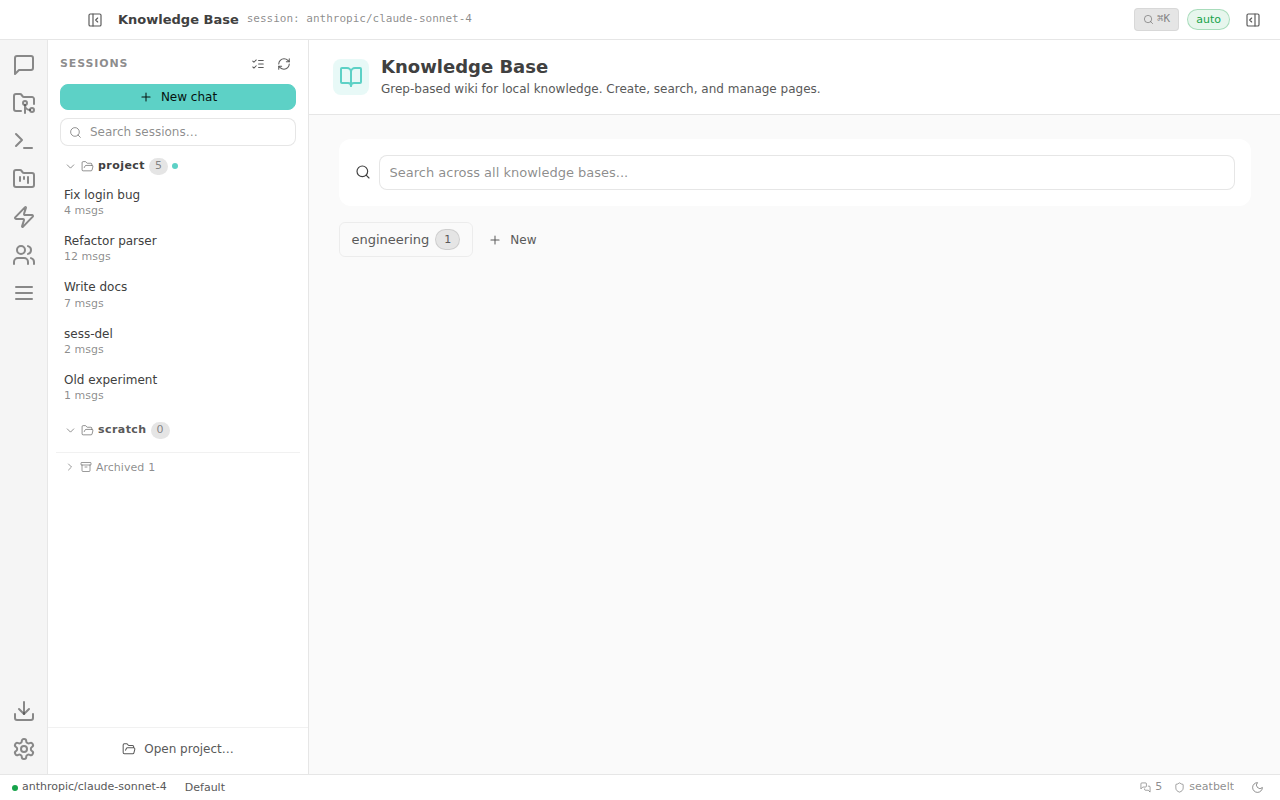 Knowledge Base session: anthropic/claude-sonnet-4
⌘K
auto
SESSIONS
New chat
Search sessions…
project 5
Fix login bug
4 msgs
Refactor parser
12 msgs
Write docs
7 msgs
sess-del
2 msgs
Old experiment
1 msgs
scratch 0
Archived 1
Open project…
Knowledge Base
Grep-based wiki for local knowledge. Create, search, and manage pages.
Search across all knowledge bases…
engineering 1
New
anthropic/claude-sonnet-4 Default
5 seatbelt